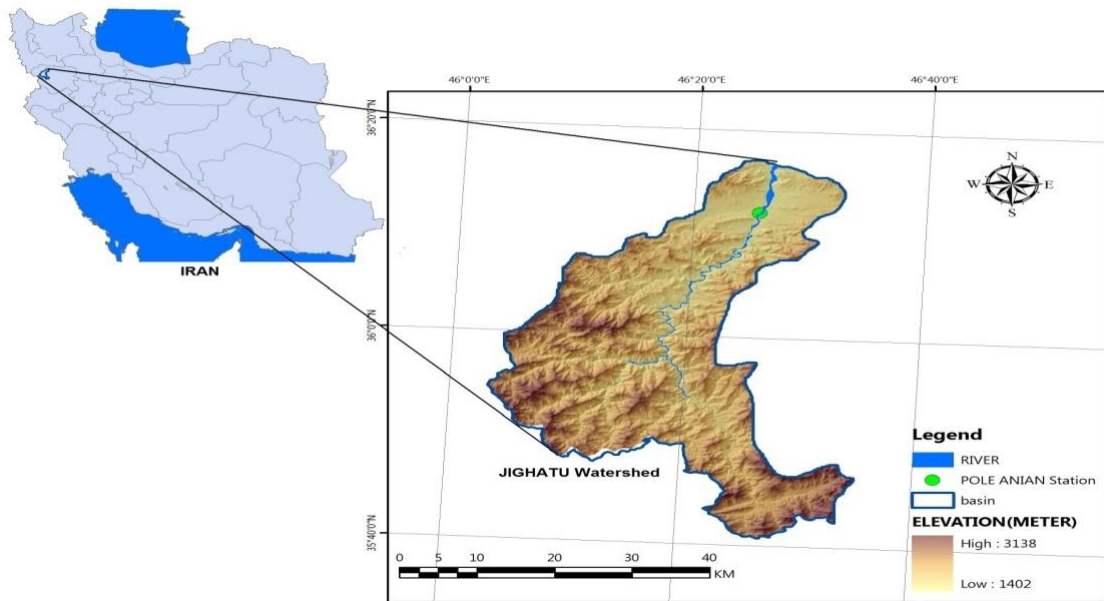 46°0'0"E
46°20'0"E
46°40'0"E
36°20'0"N
N
W
E
S
IRAN
36°0'0"N
Legend
RIVER
JIGHATU Watershed
POLE ANIAN Station
basin
ELEVATION(METER)
35°40'0"N
High : 3138
0 5 10 20 30 40
KM
Low : 1402